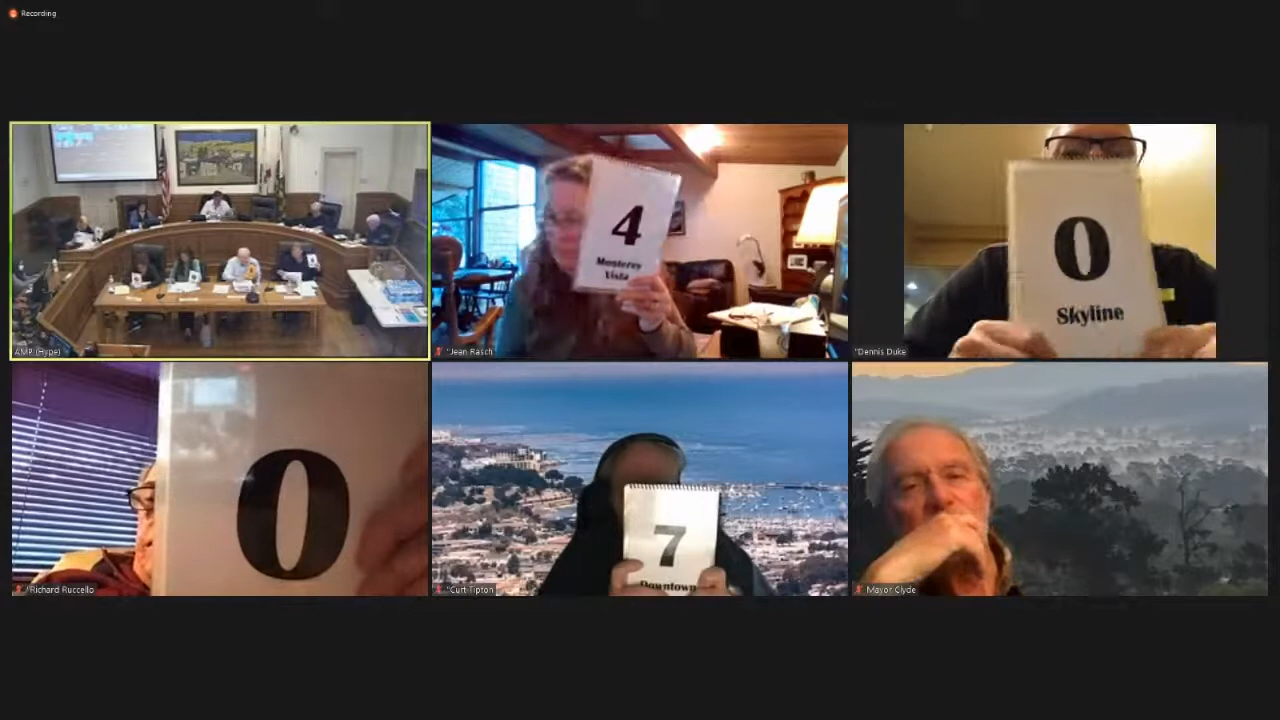 Recording
4
Monterey
Vista
0
Skyline
AMP (Hype)
"Jean Rasch
"Dennis Duke
0
7
Downtown
"Richard Ruccello
"Curt Tipton
Mayor Clyde